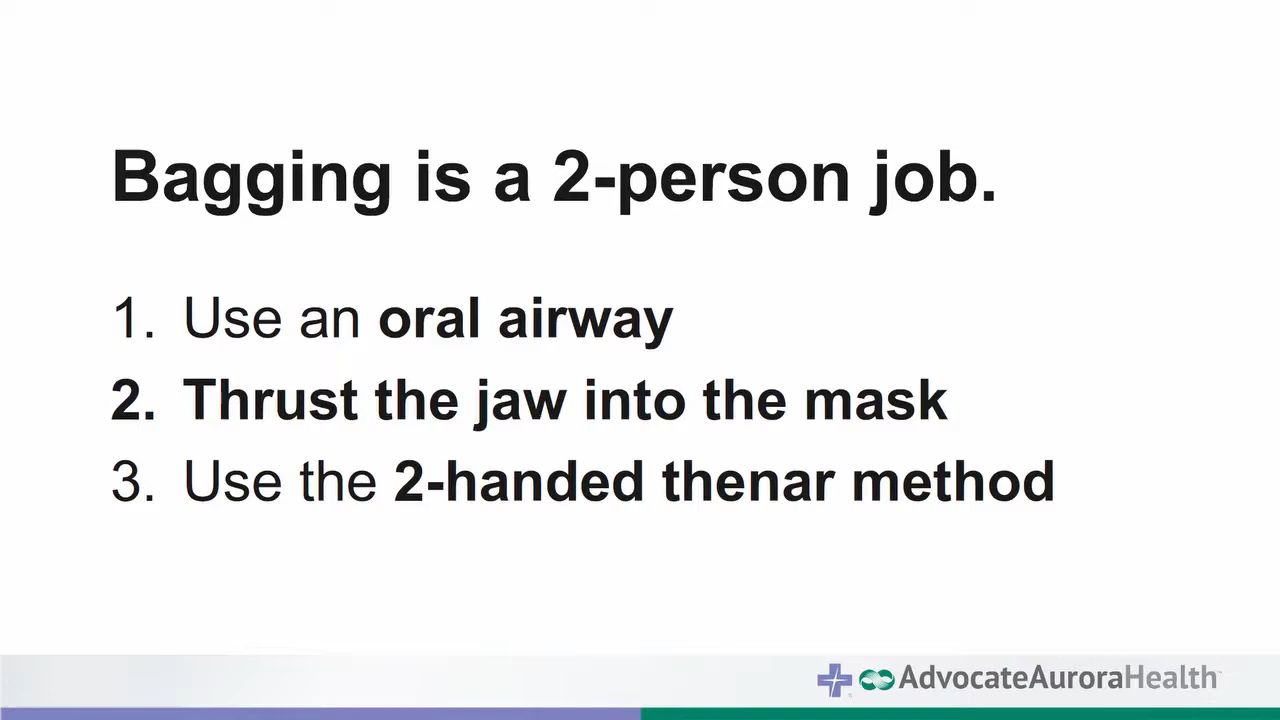 Bagging is a 2-person job.
1. Use an oral airway
2. Thrust the jaw into the mask
3. Use the 2-handed thenar method
AdvocateAuroraHealth